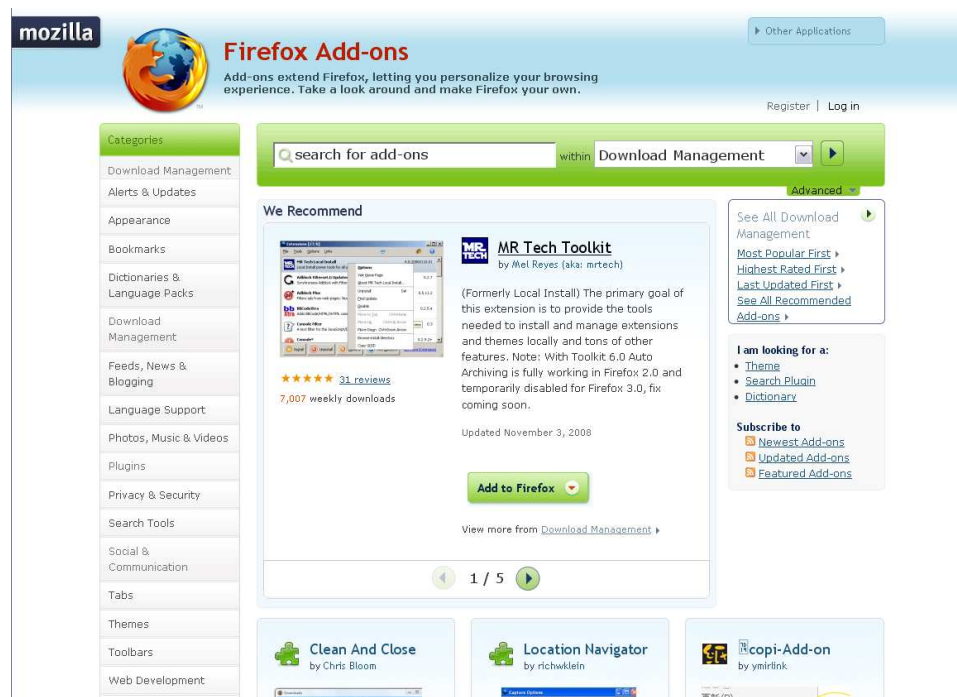 mozilla
Firefox Add-ons
Add-ons extend Firefox, letting you personalize your browsing
experience. Take a look around and make Firefox your own.
Other Applications
Register | Log in
Categories
Download Management
Alerts & Updates
Appearance
Bookmarks
Dictionaries &
Language Packs
Download
Management
Feeds, News &
Blogging
Language Support
Photos, Music & Videos
Plugins
Privacy & Security
Search Tools
Social &
Communication
Tabs
Themes
Toolbars
Web Development
search for add-ons
within
Download Management
Advanced
We Recommend
MR
TECH
MR Tech Toolkit
by Mel Reyes (aka: mrtech)
(Formerly Local Install) The primary goal of
this extension is to provide the tools
needed to install and manage extensions
and themes locally and tons of other
features. Note: With Toolkit 6.0 Auto
Archiving is fully working in Firefox 2.0 and
temporarily disabled for Firefox 3.0, fix
coming soon.
Updated November 3, 2008
31 reviews
7,007 weekly downloads
Add to Firefox
View more from Download Management
1 / 5
See All Download
Management
Most Popular First
Highest Rated First
Last Updated First
See All Recommended
Add-ons
I am looking for a:
Theme
Search Plugin
Dictionary
Subscribe to
Newest Add-ons
Updated Add-ons
Featured Add-ons
Clean And Close
by Chris Bloom
Location Navigator
by richwklein
copi-Add-on
by ymirlink